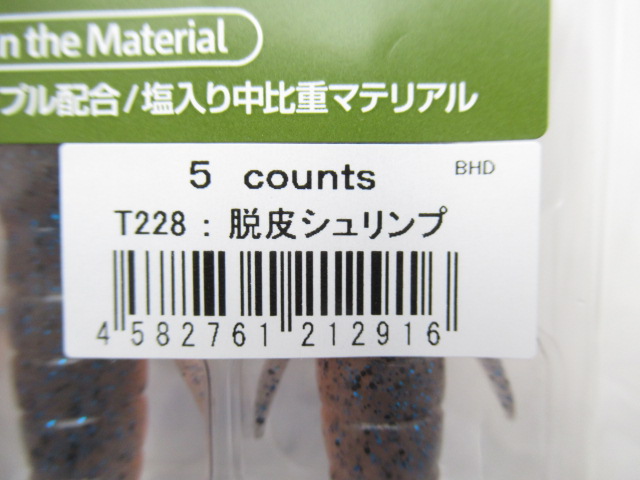 n the Material
ブル配合/塩入り中比重マテリアル
5 counts
BHD
T228 : 脱皮シュリンプ
4 582761 212916